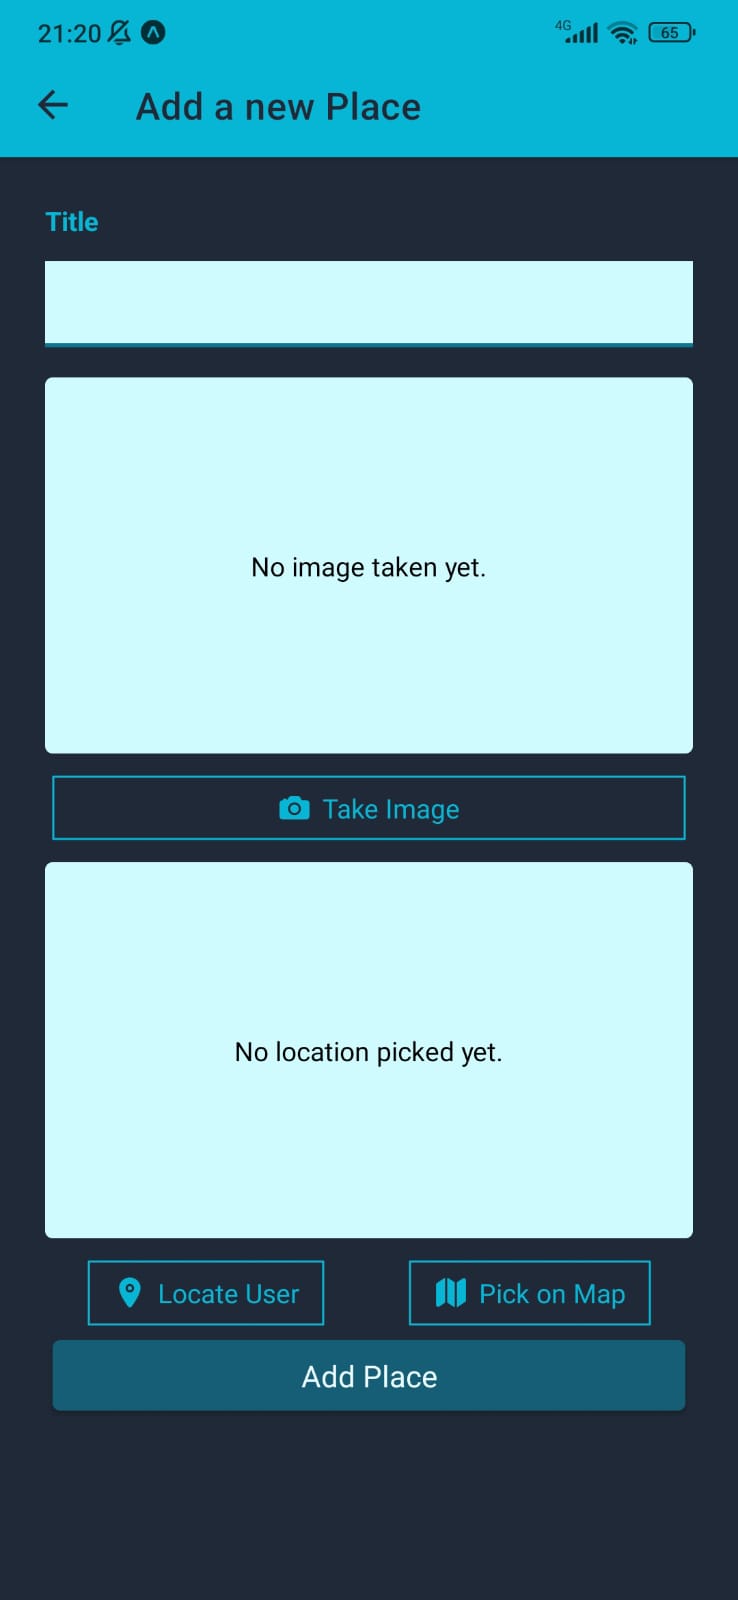 21:20 4G 65
Add a new Place
Title
No image taken yet.
Take Image
No location picked yet.
Locate User Pick on Map
Add Place